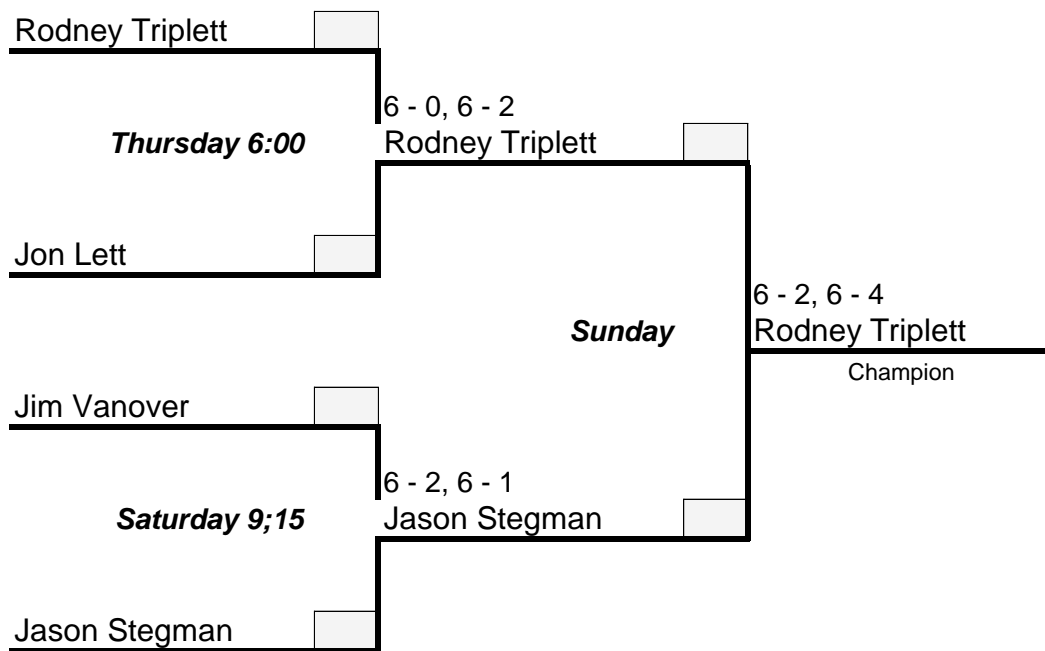 Rodney Triplett
6 - 0, 6 - 2
Thursday 6:00
Rodney Triplett
Jon Lett
6 - 2, 6 - 4
Sunday
Rodney Triplett
Champion
Jim Vanover
6 - 2, 6 - 1
Saturday 9;15
Jason Stegman
Jason Stegman